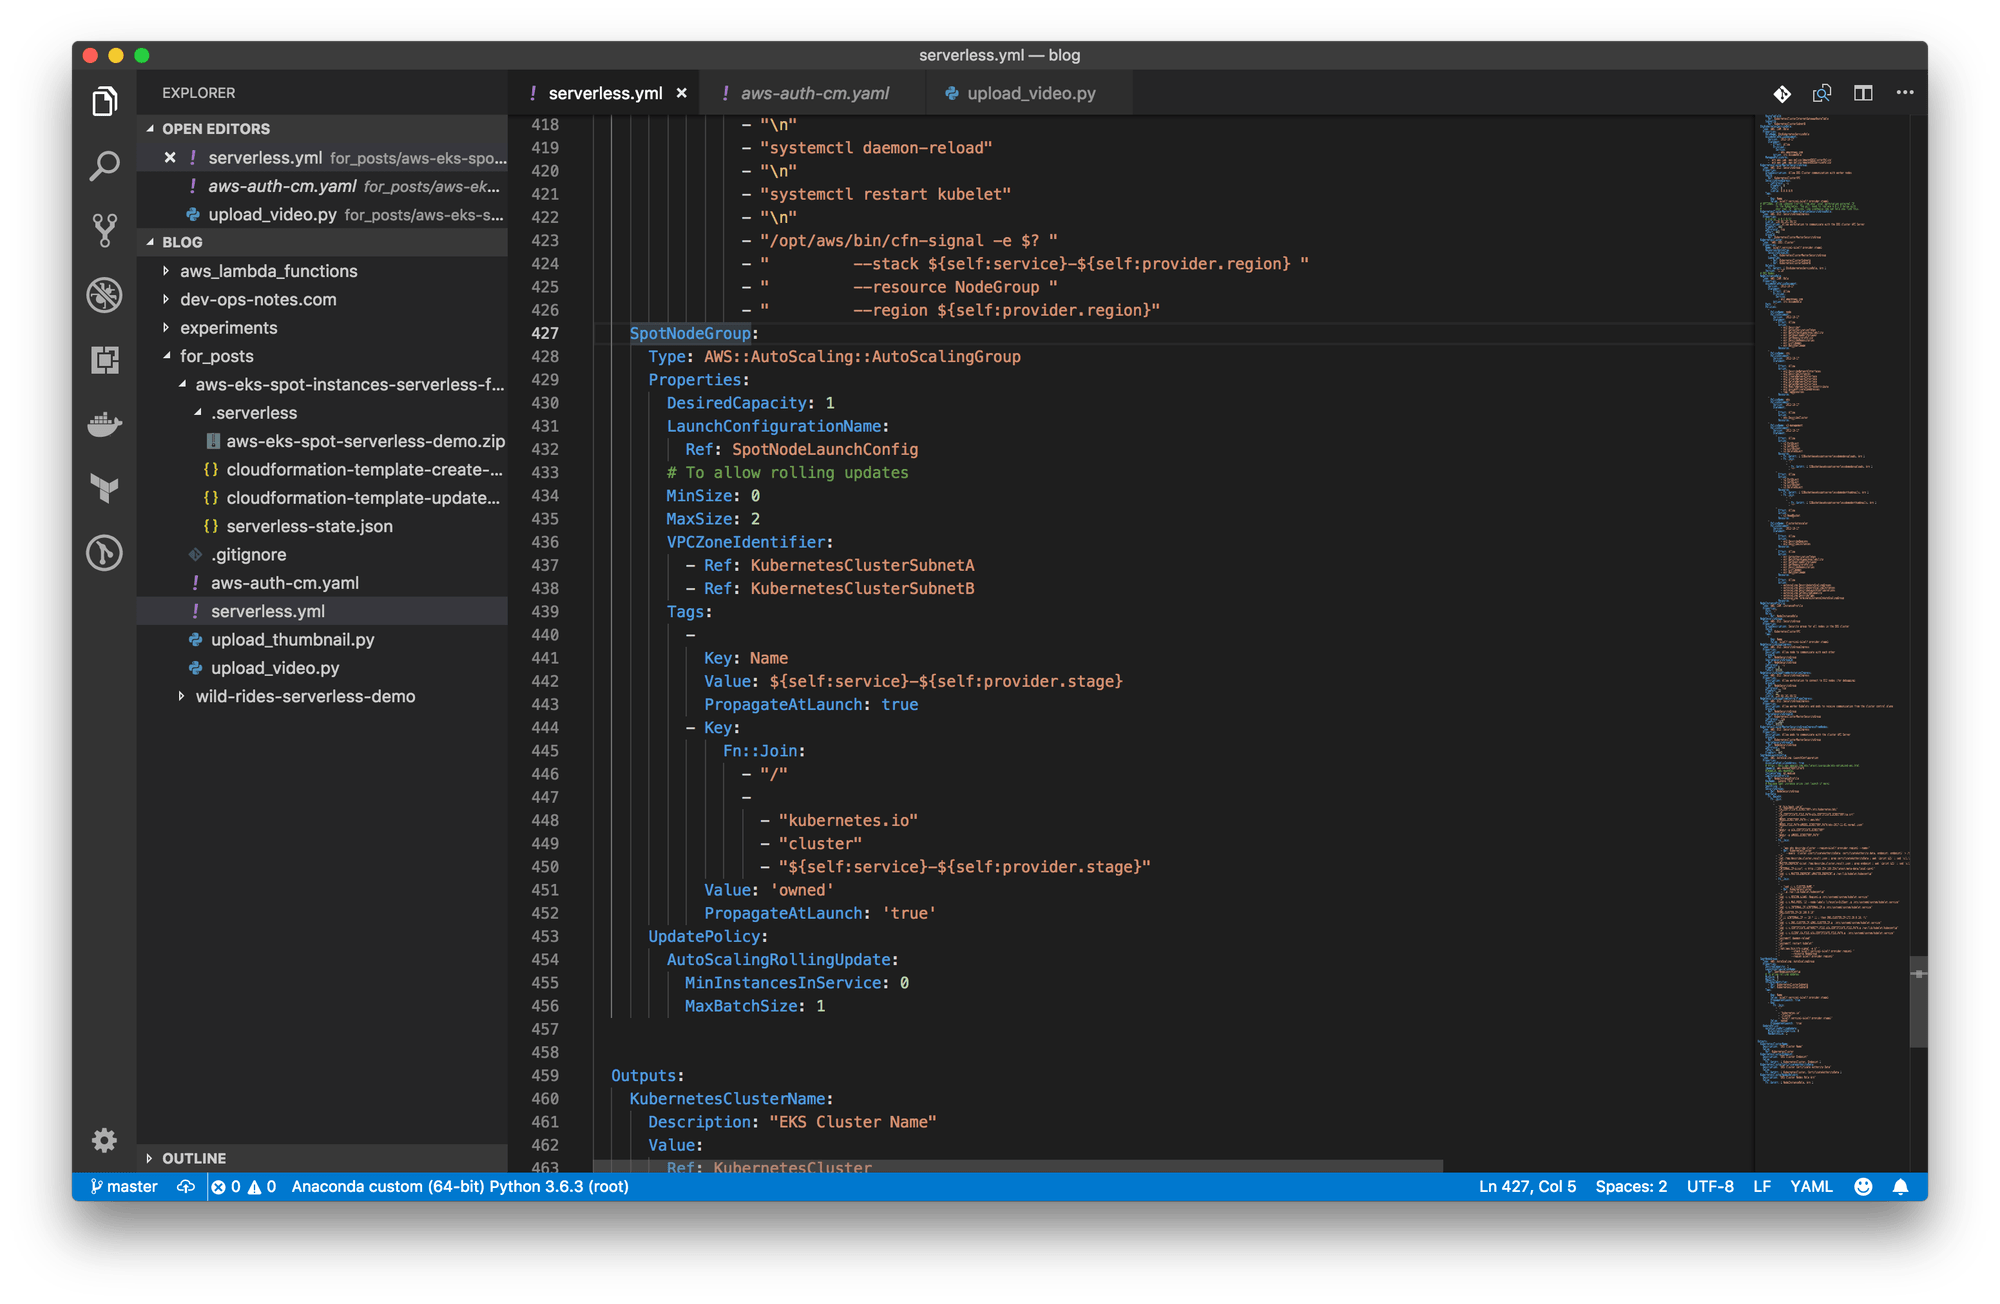 serverless.yml — blog
EXPLORER
OPEN EDITORS
serverless.yml for_posts/aws-eks-spo...
aws-auth-cm.yaml for_posts/aws-ek...
upload_video.py for_posts/aws-eks-s...
BLOG
aws_lambda_functions
dev-ops-notes.com
experiments
for_posts
aws-eks-spot-instances-serverless-f...
.serverless
aws-eks-spot-serverless-demo.zip
{} cloudformation-template-create-...
{} cloudformation-template-update...
{} serverless-state.json
.gitignore
! aws-auth-cm.yaml
! serverless.yml
upload_thumbnail.py
upload_video.py
wild-rides-serverless-demo
OUTLINE
! serverless.yml ×
! aws-auth-cm.yaml
upload_video.py
418 - "\n"
419 - "systemctl daemon-reload"
420 - "\n"
421 - "systemctl restart kubelet"
422 - "\n"
423 - "/opt/aws/bin/cfn-signal -e $? "
424 - "         --stack ${self:service}-${self:provider.region} "
425 - "         --resource NodeGroup "
426 - "         --region ${self:provider.region}"
427 SpotNodeGroup:
428 Type: AWS::AutoScaling::AutoScalingGroup
429 Properties:
430 DesiredCapacity: 1
431 LaunchConfigurationName:
432 Ref: SpotNodeLaunchConfig
433 # To allow rolling updates
434 MinSize: 0
435 MaxSize: 2
436 VPCZoneIdentifier:
437 - Ref: KubernetesClusterSubnetA
438 - Ref: KubernetesClusterSubnetB
439 Tags:
440 -
441 Key: Name
442 Value: ${self:service}-${self:provider.stage}
443 PropagateAtLaunch: true
444 - Key:
445 Fn::Join:
446 - "/"
447 -
448 - "kubernetes.io"
449 - "cluster"
450 - "${self:service}-${self:provider.stage}"
451 Value: 'owned'
452 PropagateAtLaunch: 'true'
453 UpdatePolicy:
454 AutoScalingRollingUpdate:
455 MinInstancesInService: 0
456 MaxBatchSize: 1
457
458
459 Outputs:
460 KubernetesClusterName:
461 Description: "EKS Cluster Name"
462 Value:
463 Ref: KubernetesCluster
master 0 0 Anaconda custom (64-bit) Python 3.6.3 (root)
Ln 427, Col 5 Spaces: 2 UTF-8 LF YAML